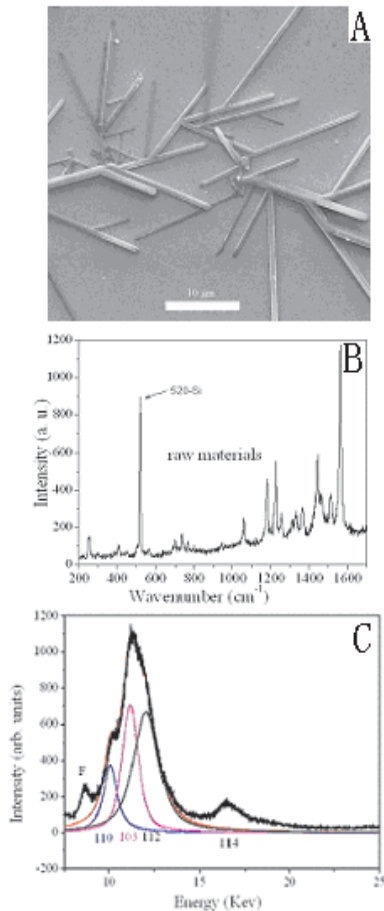 A
10 μm
B
1200
1000
800
600
400
200
0
Intensity (a. u.)
520-Si
raw materials
200 400 600 800 1000 1200 1400 1600
Wavenumber (cm⁻¹)
C
1200
1000
800
600
400
200
0
-200
Intensity (arb. units)
F
110 103 112 114
10 15 20 25
Energy (Kev)